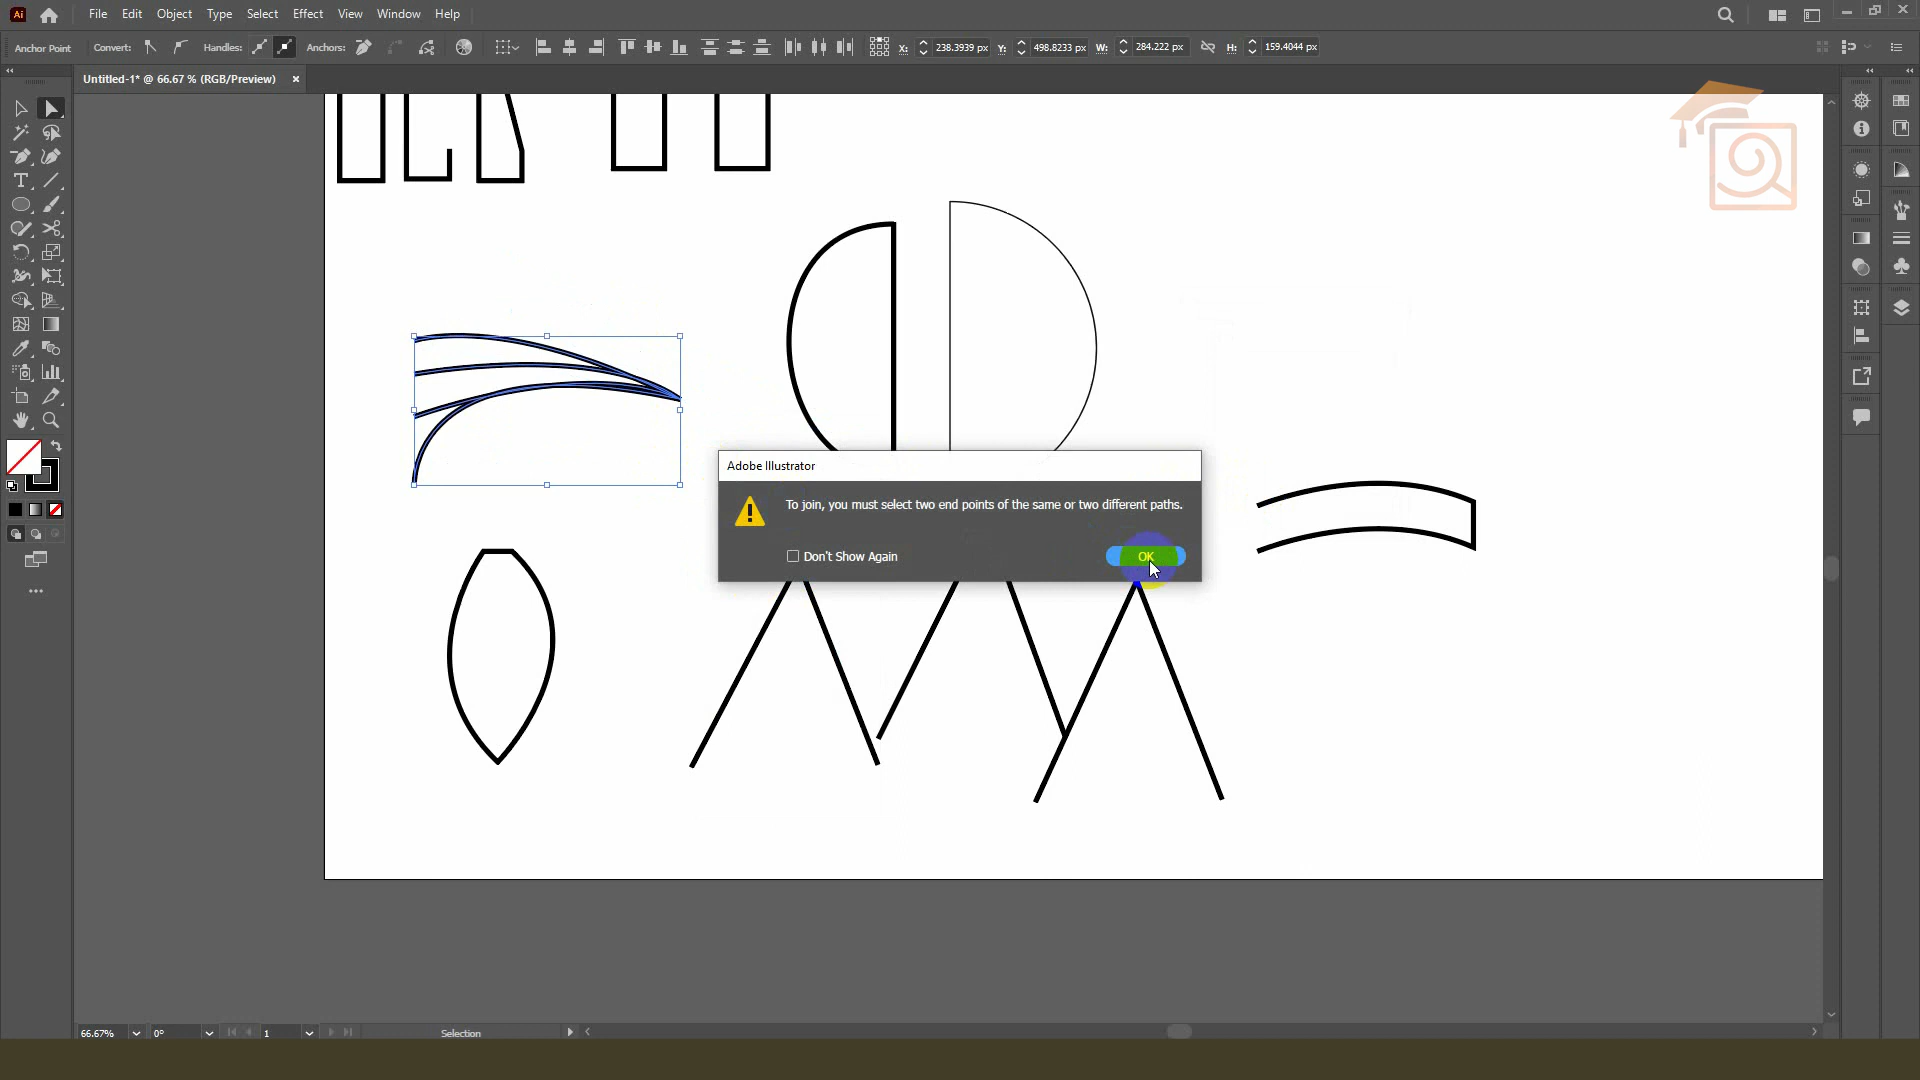 Ai File Edit Object Type Select Effect View Window Help
Anchor Point Convert: Handles: Anchors: X: 238.3939 px Y: 498.8233 px W: 284.222 px H: 159.4044 px
Untitled-1* @ 66.67 % (RGB/Preview) ×
Adobe Illustrator
To join, you must select two end points of the same or two different paths.
Don't Show Again OK
66.67% 0° 1 Selection